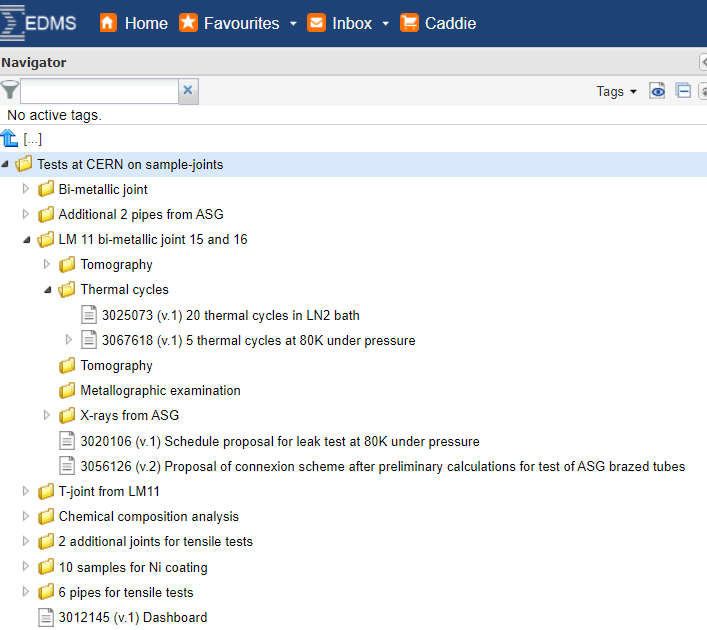 EDMS Home Favourites Inbox Caddie
Navigator
Tags
No active tags.
[...]
Tests at CERN on sample-joints
Bi-metallic joint
Additional 2 pipes from ASG
LM 11 bi-metallic joint 15 and 16
Tomography
Thermal cycles
3025073 (v.1) 20 thermal cycles in LN2 bath
3067618 (v.1) 5 thermal cycles at 80K under pressure
Tomography
Metallographic examination
X-rays from ASG
3020106 (v.1) Schedule proposal for leak test at 80K under pressure
3056126 (v.2) Proposal of connexion scheme after preliminary calculations for test of ASG brazed tubes
T-joint from LM11
Chemical composition analysis
2 additional joints for tensile tests
10 samples for Ni coating
6 pipes for tensile tests
3012145 (v.1) Dashboard